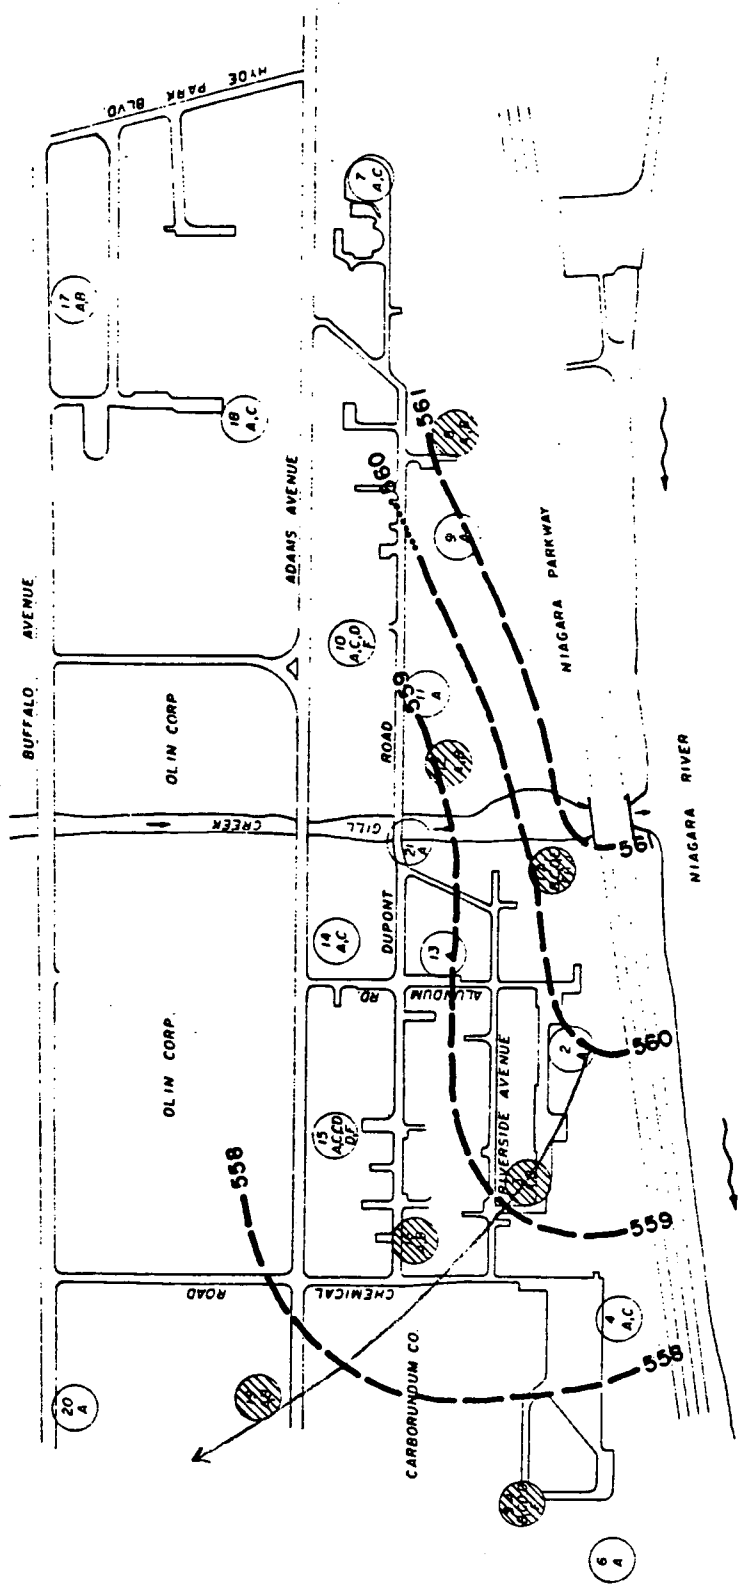 HYDE PARK BLVD.
7
A,C
17
A,B
18
A,C
561
560
BUFFALO AVENUE
ADAMS AVENUE
9
A
NIAGARA PARKWAY
10
A,C,D
F
559
11
A
OLIN CORP
ROAD
GILL CREEK
21
A
NIAGARA RIVER
561
14
A,C
DUPONT
13
A
ALUNDUM RD.
OLIN CORP.
2
A
560
RIVERSIDE AVENUE
15
558
559
CHEMICAL ROAD
4
A,C
558
CARBORUNDUM CO.
20
A
6
A